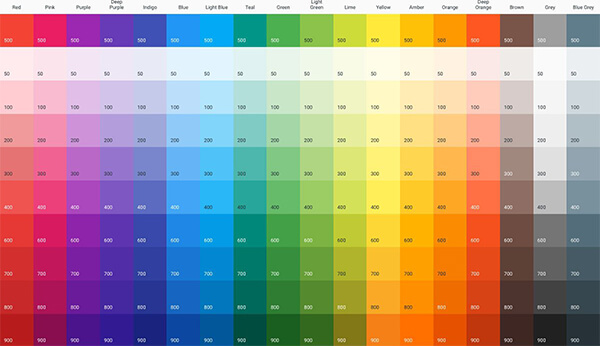 Red Pink Purple Deep Purple Indigo Blue Light Blue Teal Green Light Green Lime Yellow Amber Orange Deep Orange Brown Grey Blue Grey
500 500 500 500 500 500 500 500 500 500 500 500 500 500 500 500 500 500
50 50 50 50 50 50 50 50 50 50 50 50 50 50 50 50 50 50
100 100 100 100 100 100 100 100 100 100 100 100 100 100 100 100 100 100
200 200 200 200 200 200 200 200 200 200 200 200 200 200 200 200 200 200
300 300 300 300 300 300 300 300 300 300 300 300 300 300 300 300 300 300
400 400 400 400 400 400 400 400 400 400 400 400 400 400 400 400 400 400
600 600 600 600 600 600 600 600 600 600 600 600 600 600 600 600 600 600
700 700 700 700 700 700 700 700 700 700 700 700 700 700 700 700 700 700
800 800 800 800 800 800 800 800 800 800 800 800 800 800 800 800 800 800
900 900 900 900 900 900 900 900 900 900 900 900 900 900 900 900 900 900